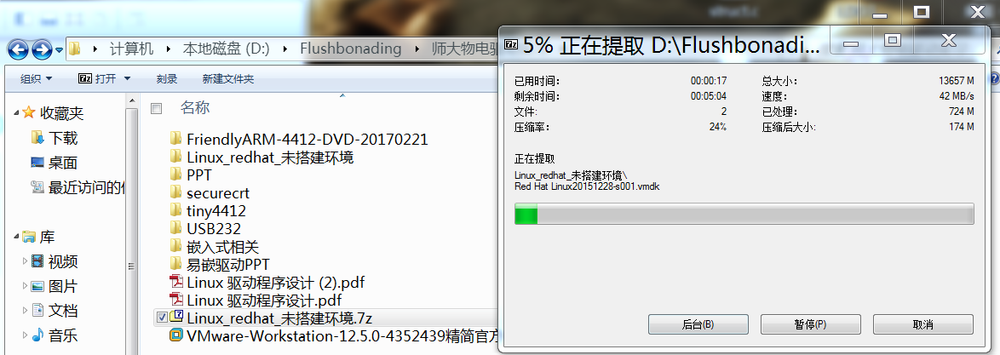 计算机 本地磁盘 (D:) Flushbonading 师大物电
组织 打开 刻录 新建文件夹
收藏夹
下载
桌面
最近访问的
库
视频
图片
文档
音乐
名称
FriendlyARM-4412-DVD-20170221
Linux_redhat_未搭建环境
PPT
securecrt
tiny4412
USB232
嵌入式相关
易嵌驱动PPT
Linux 驱动程序设计 (2).pdf
Linux 驱动程序设计.pdf
Linux_redhat_未搭建环境.7z
VMware-Workstation-12.5.0-4352439精简官方
5% 正在提取 D:\Flushbonadi...
已用时间: 00:00:17 总大小: 13657 M
剩余时间: 00:05:04 速度: 42 MB/s
文件: 2 已处理: 724 M
压缩率: 24% 压缩后大小: 174 M
正在提取
Linux_redhat_未搭建环境\
Red Hat Linux20151228-s001.vmdk
后台(B) 暂停(P) 取消